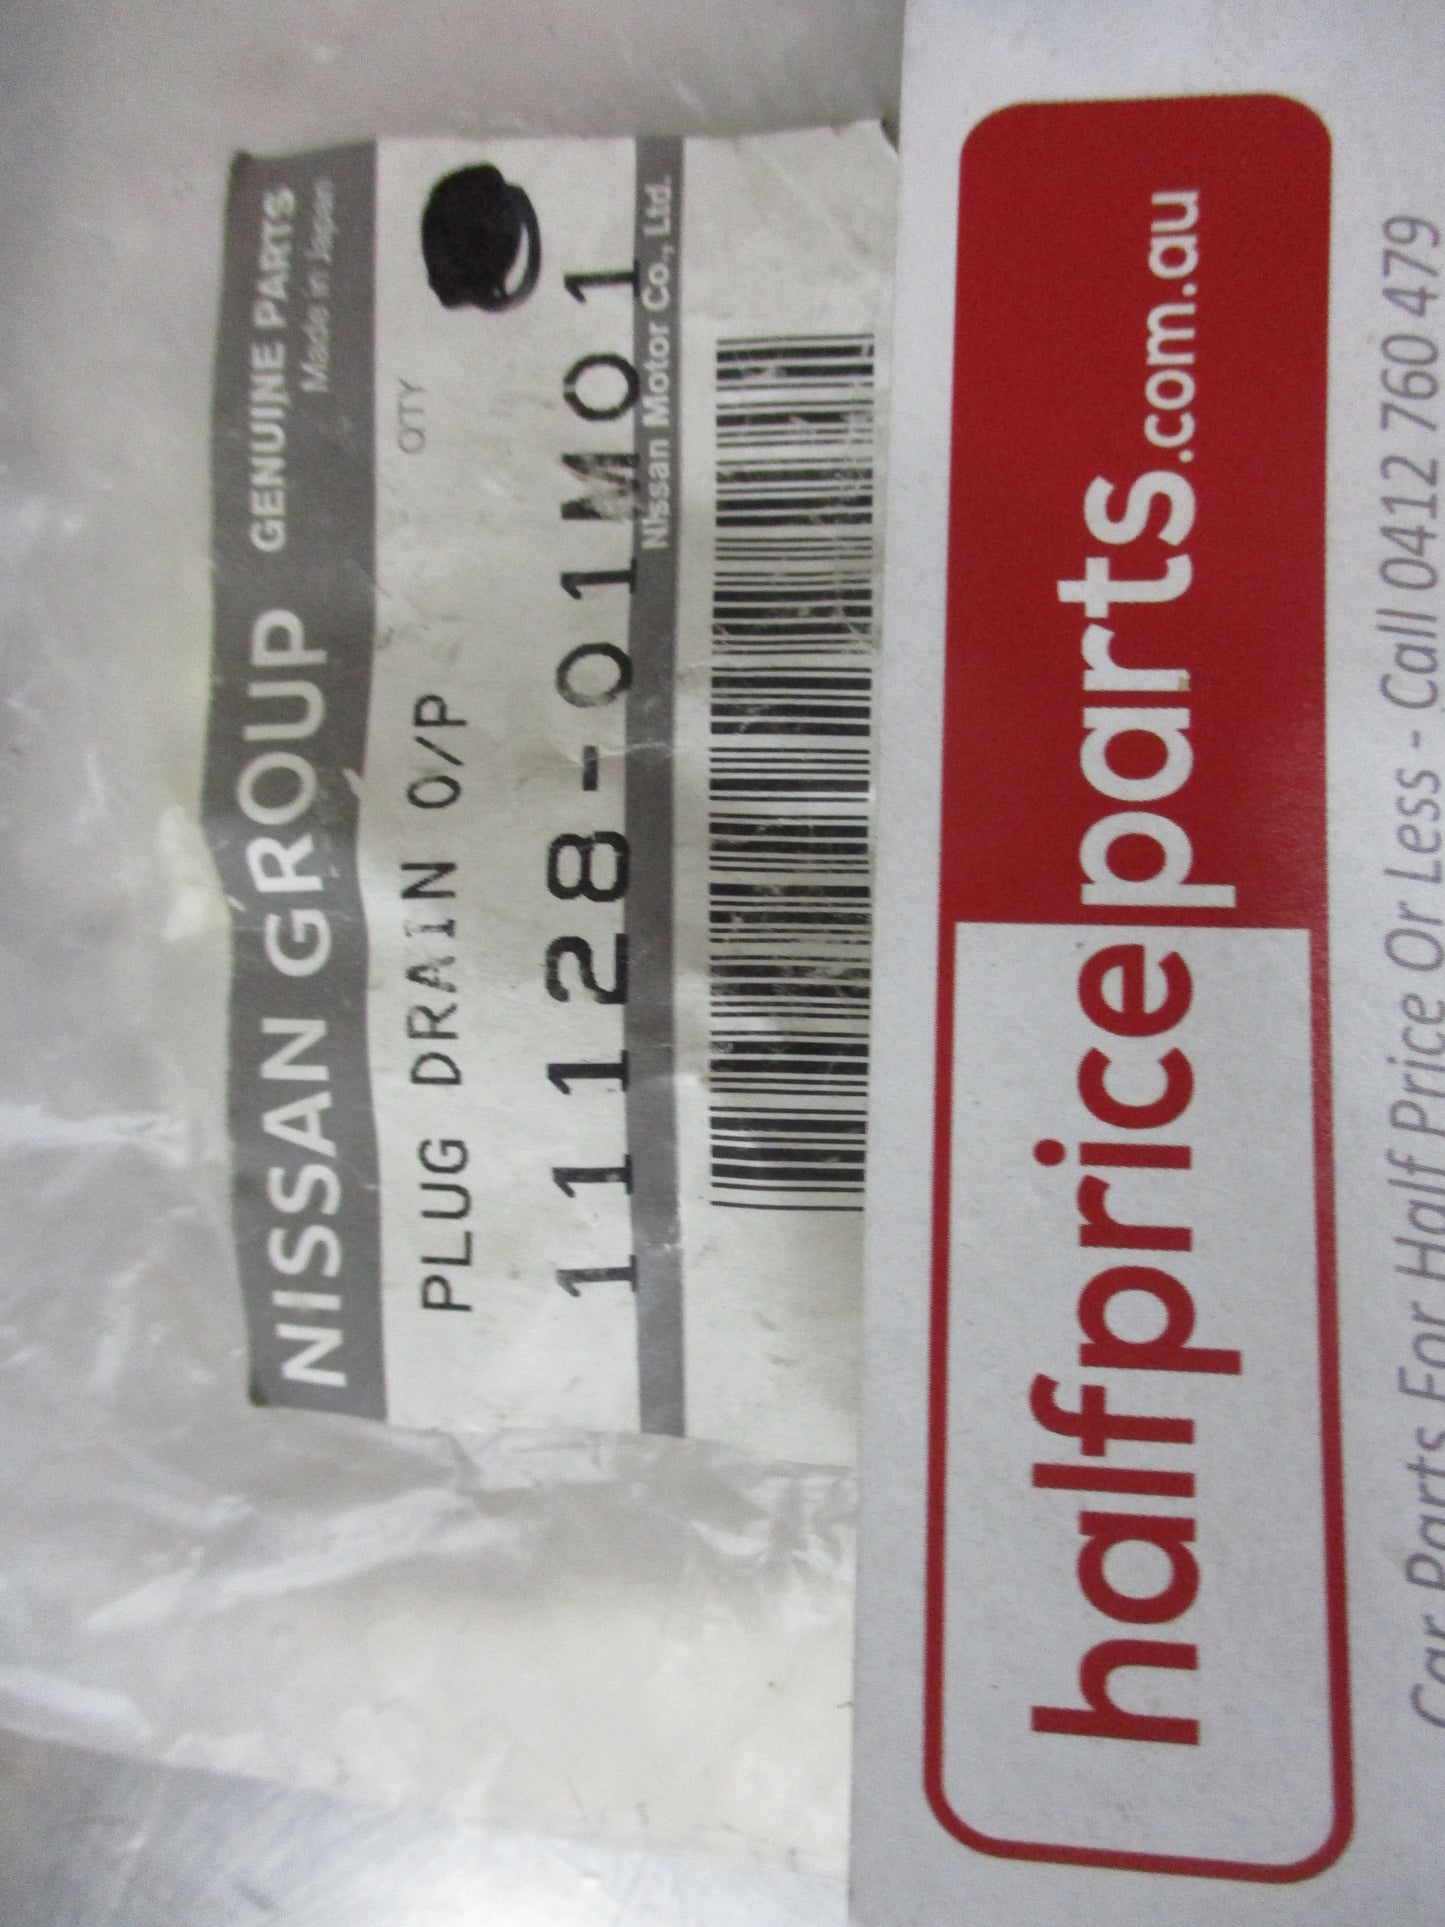 NISSAN GROUP GENUINE PARTS
Made in Japan
QTY
PLUG DRAIN O/P
11128-01M01
Nissan Motor Co., Ltd.
halfpriceparts.com.au
Car Parts For Half Price Or Less - Call 0412 760 479